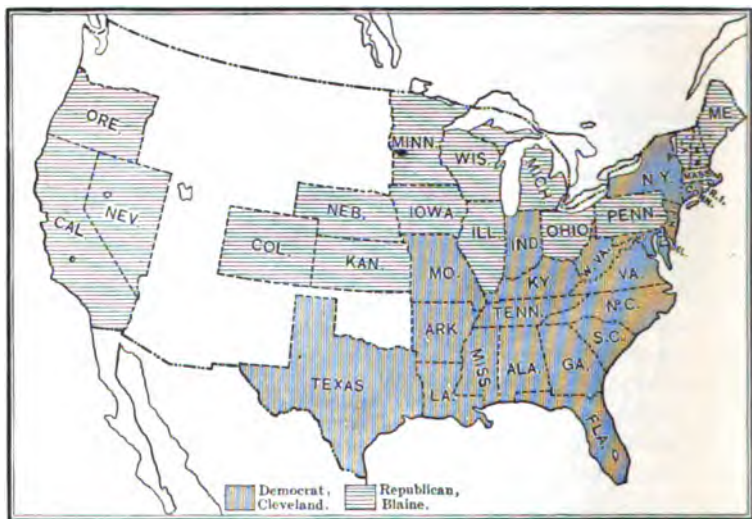 ORE.
CAL.
NEV.
COL.
NEB.
KAN.
TEXAS
MINN.
IOWA
MO.
ARK.
LA.
WIS.
ILL.
MISS.
MICH.
IND.
KY.
TENN.
ALA.
OHIO
W.VA.
GA.
FLA.
PENN.
VA.
N.C.
S.C.
N.Y.
MASS.
ME.
Democrat,
Cleveland.
Republican,
Blaine.